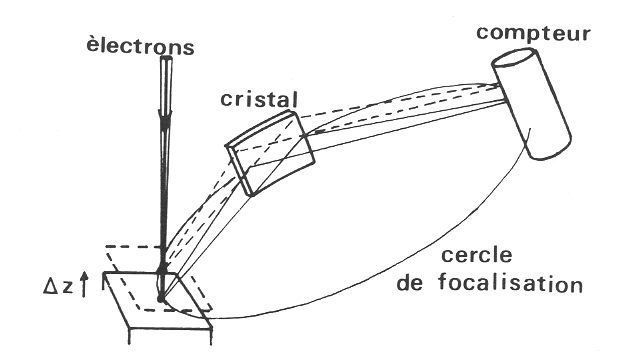 èlectrons
compteur
cristal
cercle
de focalisation
Δz